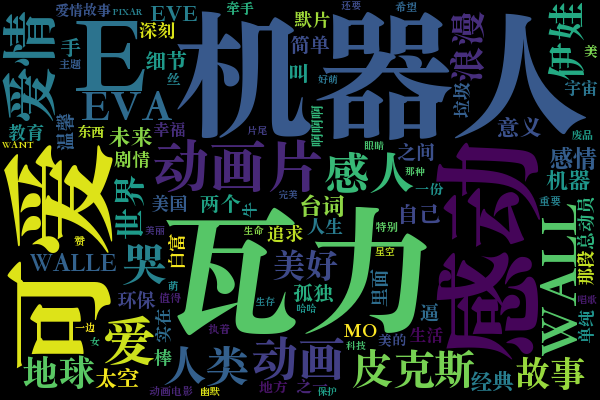 爱情故事
PIXAR
EVE
牵手
还要
希望
爱情
手
主题
深刻
默片
浪漫
伊娃
美
E
机器人
细节
简单
叫
好萌
垃圾
宇宙
EVA
丝
教育
温馨
东西
未来
幸福
片尾
眼睛
意义
废品
WANT
剧情
动画片
感人
之间
感情
那种
一份
机器
可爱
世界
美国
两个
牛
完美
台词
自己
感动
重要
WALL
那段
总动员
美丽
生命
追求
人生
特别
瓦力
赞
哭
白富
WALLE
美好
里面
星空
萌
环保
值得
生存
孤独
逼
唱歌
单纯
一边
女
爱
实在
执着
哈哈
MO
美的
生活
棒
科技
地球
太空
人类
动画
皮克斯
经典
故事
动画电影
幽默
地方
之一
保护